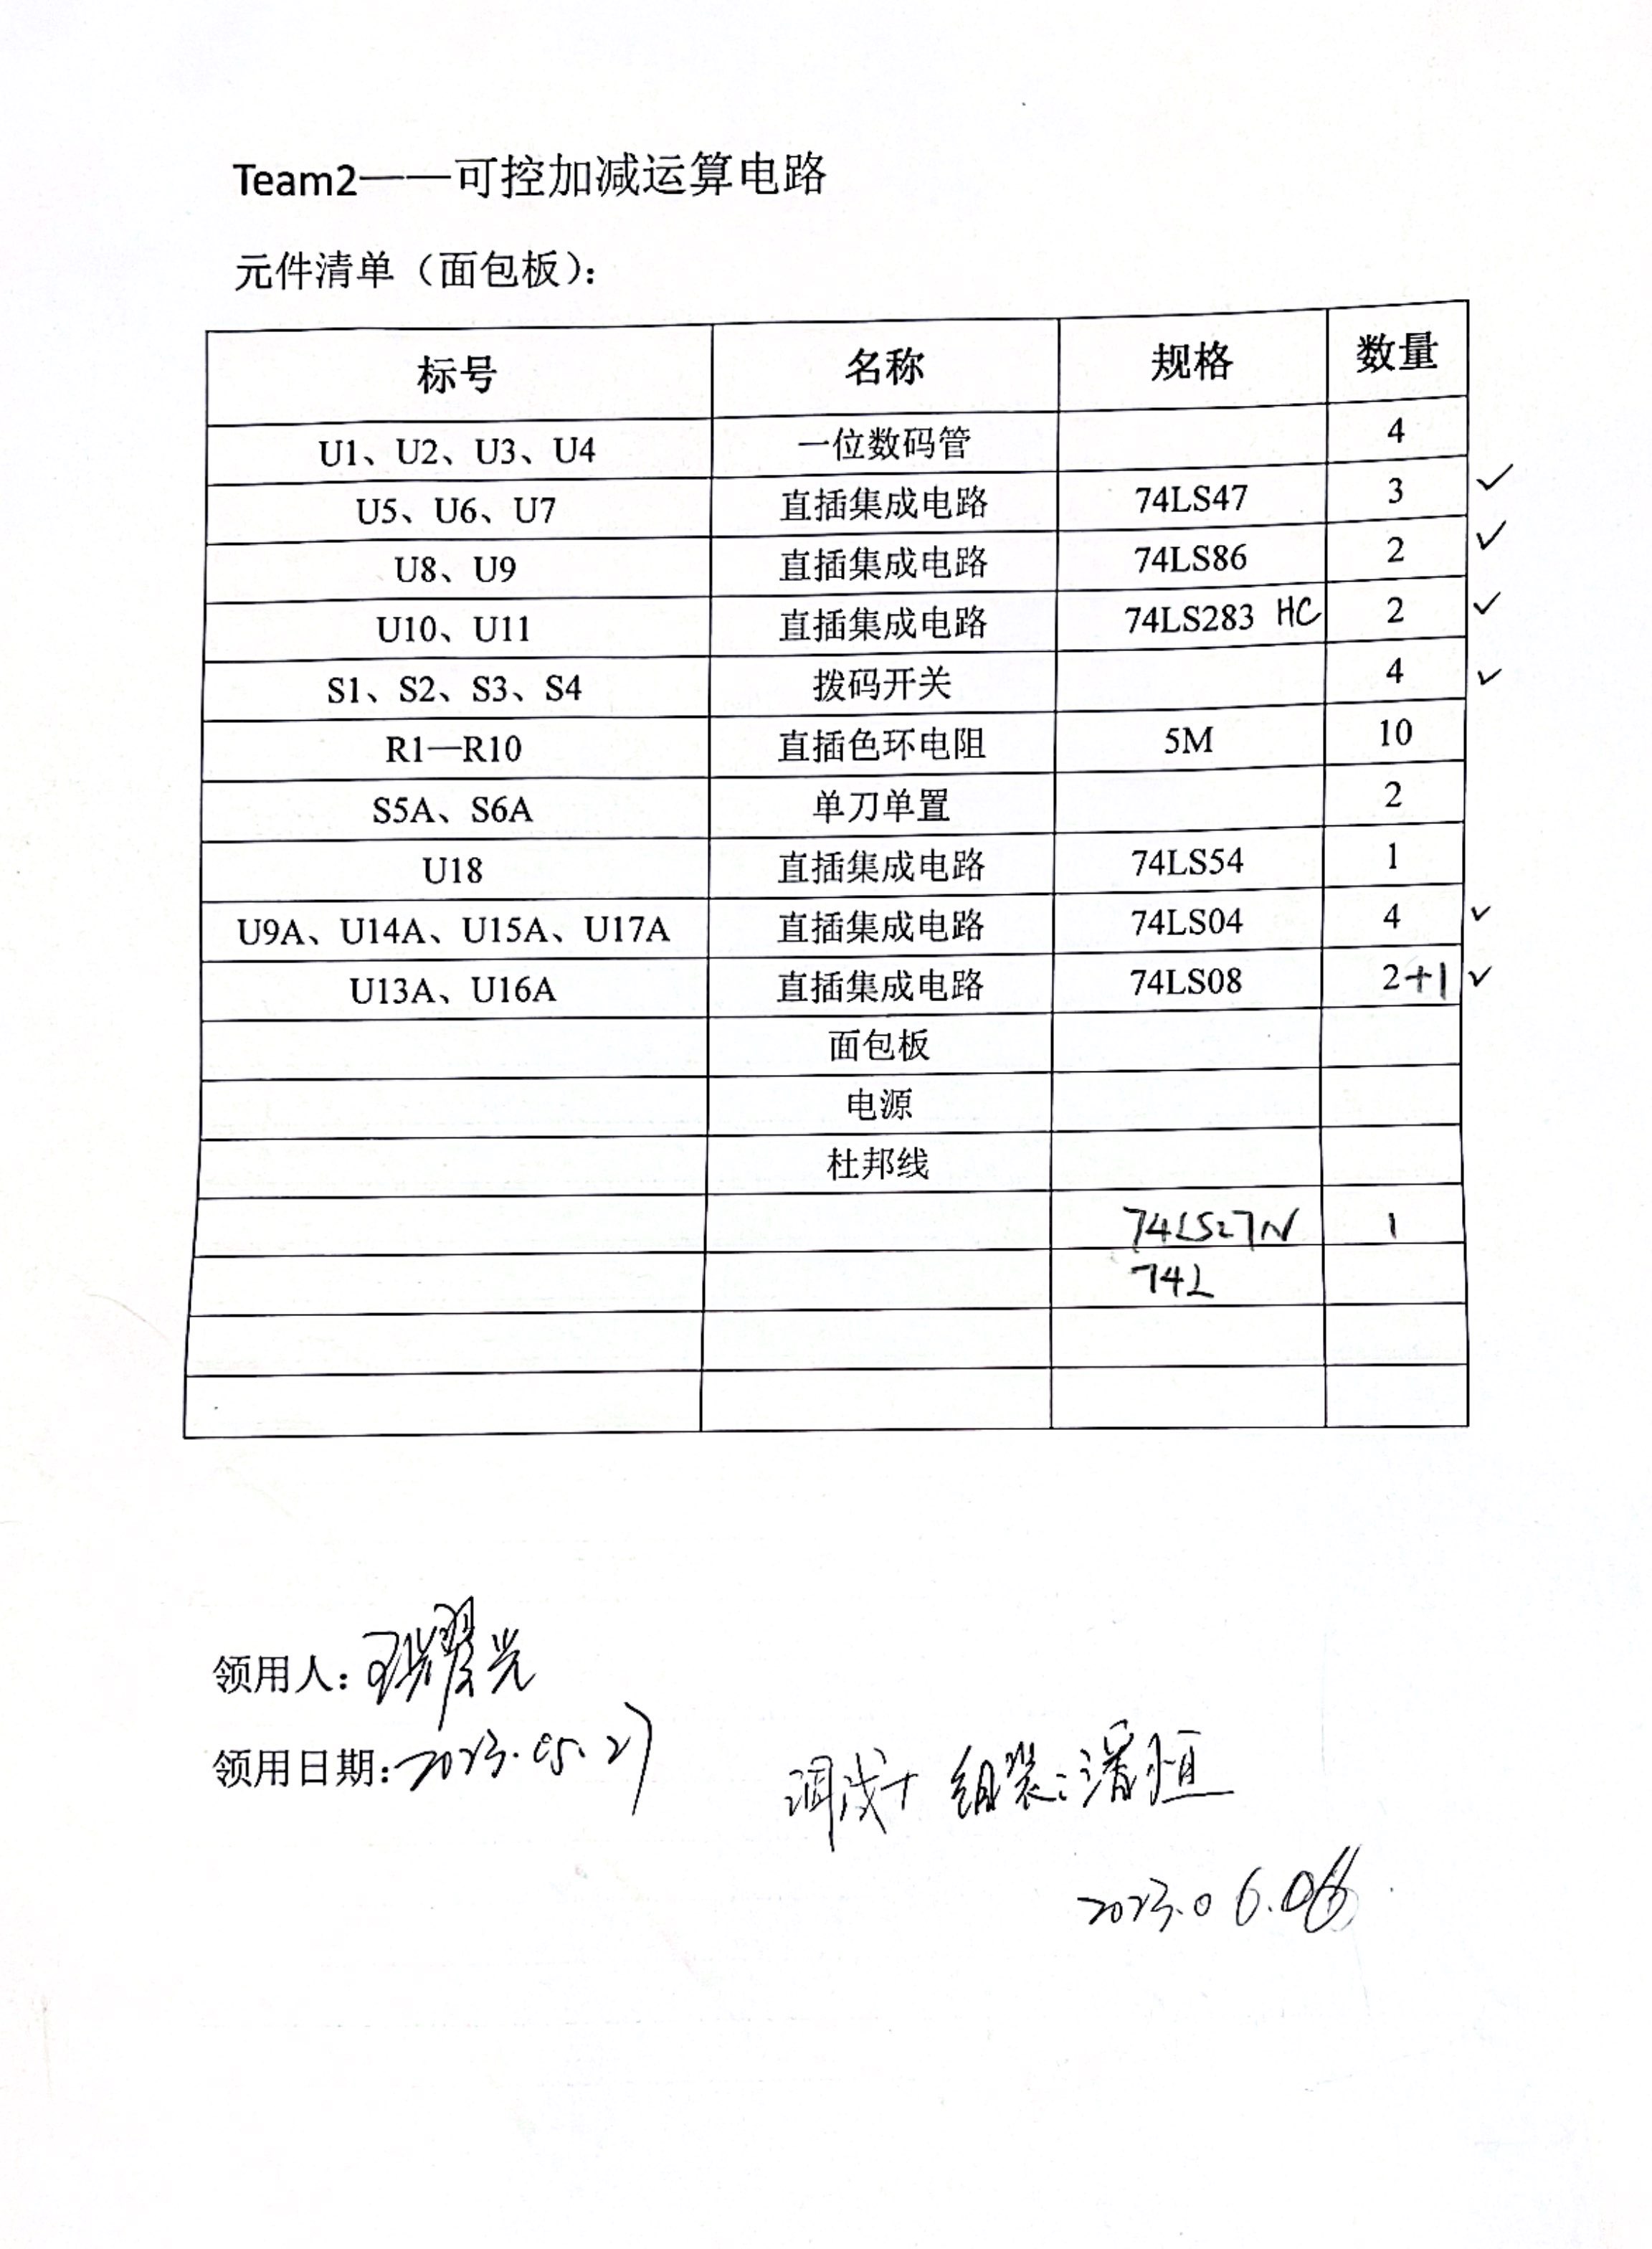 Team2——可控加减运算电路
元件清单（面包板）：
标号 名称 规格 数量
U1、U2、U3、U4 一位数码管 4
U5、U6、U7 直插集成电路 74LS47 3 ✓
U8、U9 直插集成电路 74LS86 2 ✓
U10、U11 直插集成电路 74LS283 HC 2 ✓
S1、S2、S3、S4 拨码开关 4 ✓
R1—R10 直插色环电阻 5M 10
S5A、S6A 单刀单置 2
U18 直插集成电路 74LS54 1
U9A、U14A、U15A、U17A 直插集成电路 74LS04 4 ✓
U13A、U16A 直插集成电路 74LS08 2+1 ✓
面包板
电源
杜邦线
74LS27N 1
74L
领用人：耀光
领用日期：2023.05.27
调试+组装：潘恒
2023.06.